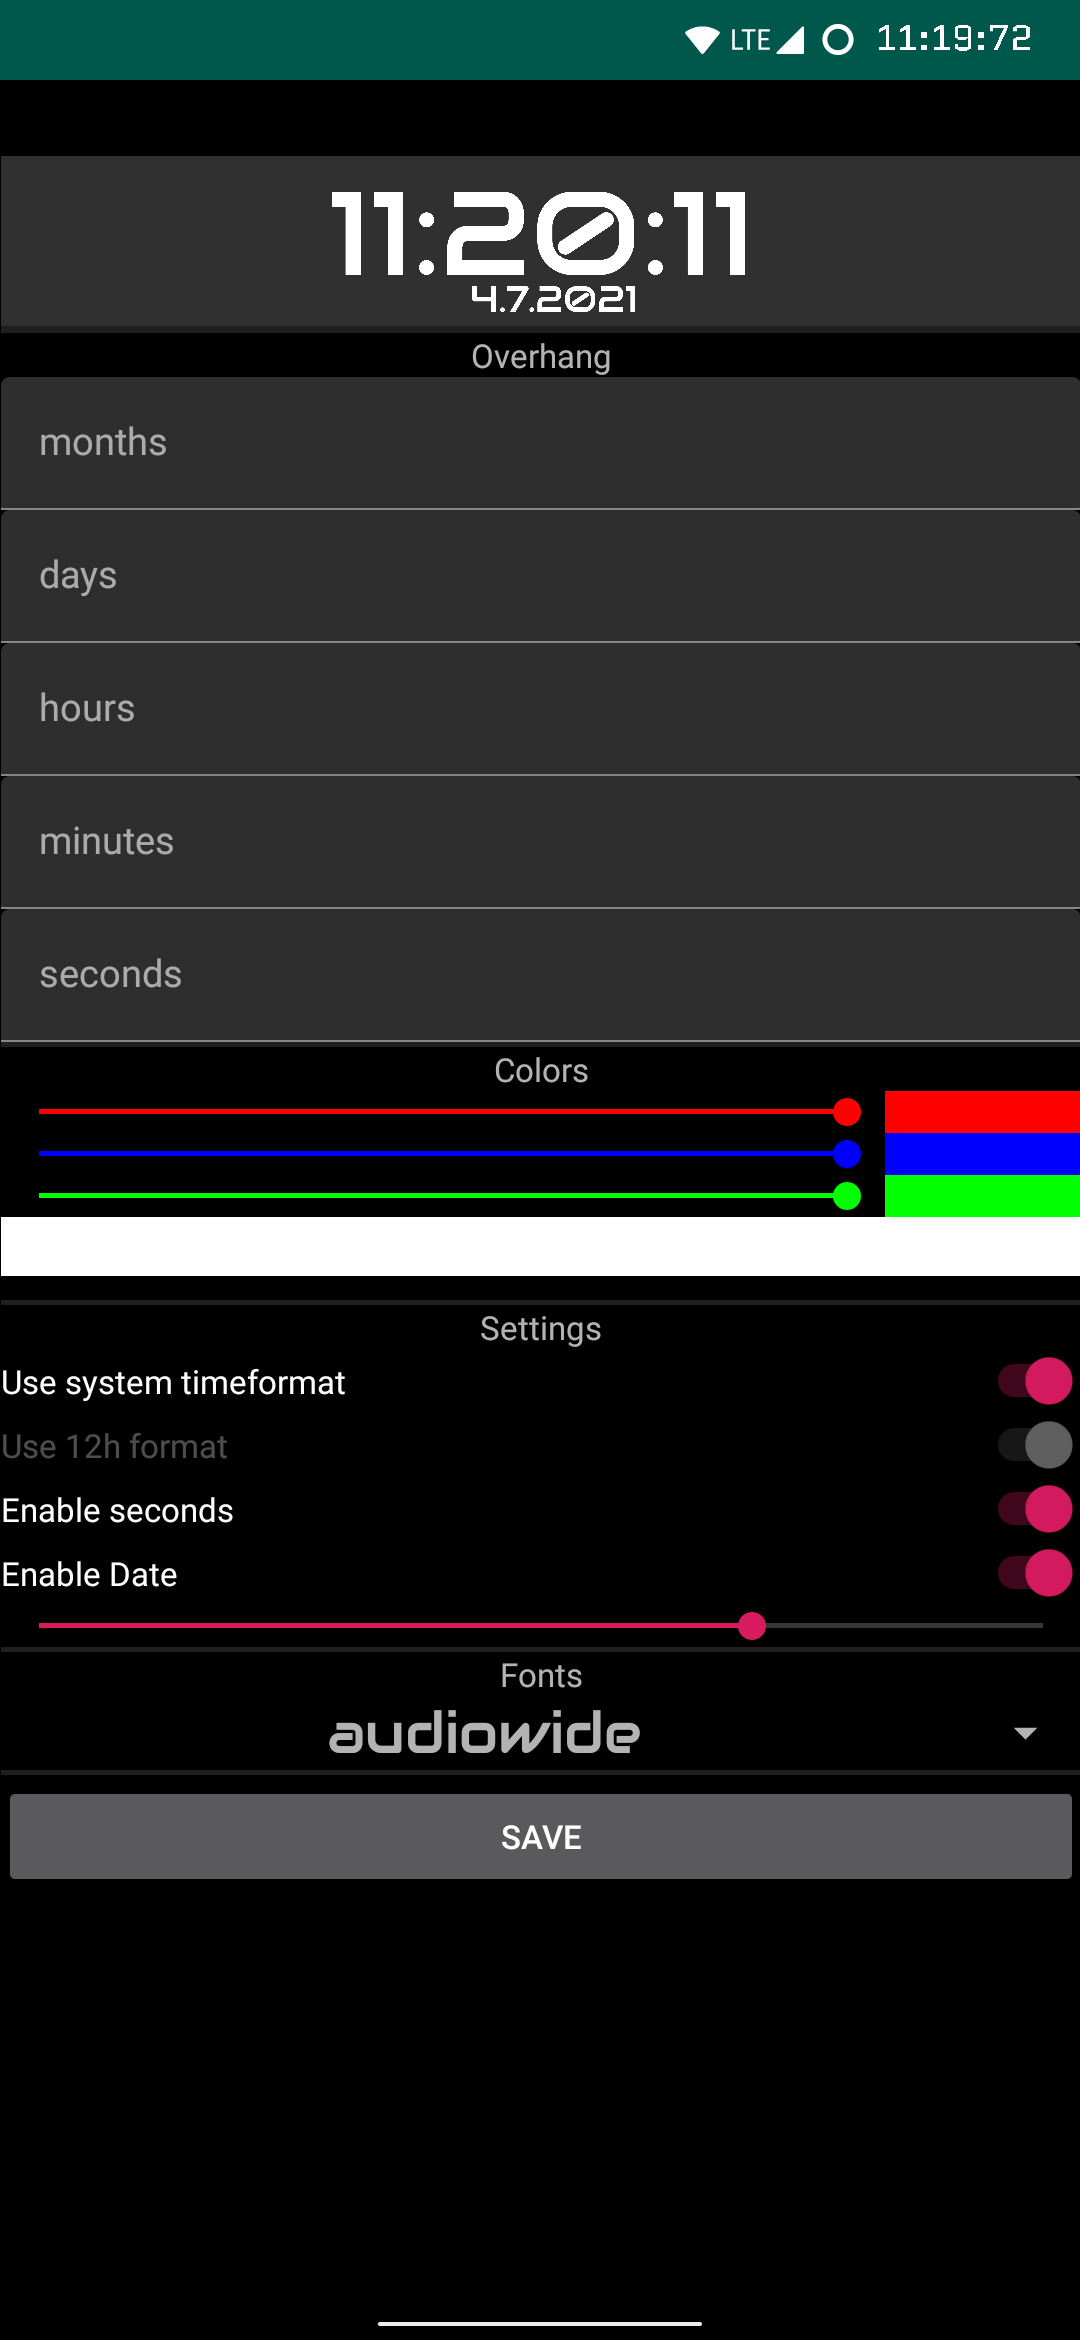 LTE 11:19:72
11:20:11
4.7.2021
Overhang
months
days
hours
minutes
seconds
Colors
Settings
Use system timeformat
Use 12h format
Enable seconds
Enable Date
Fonts
audiowide
SAVE